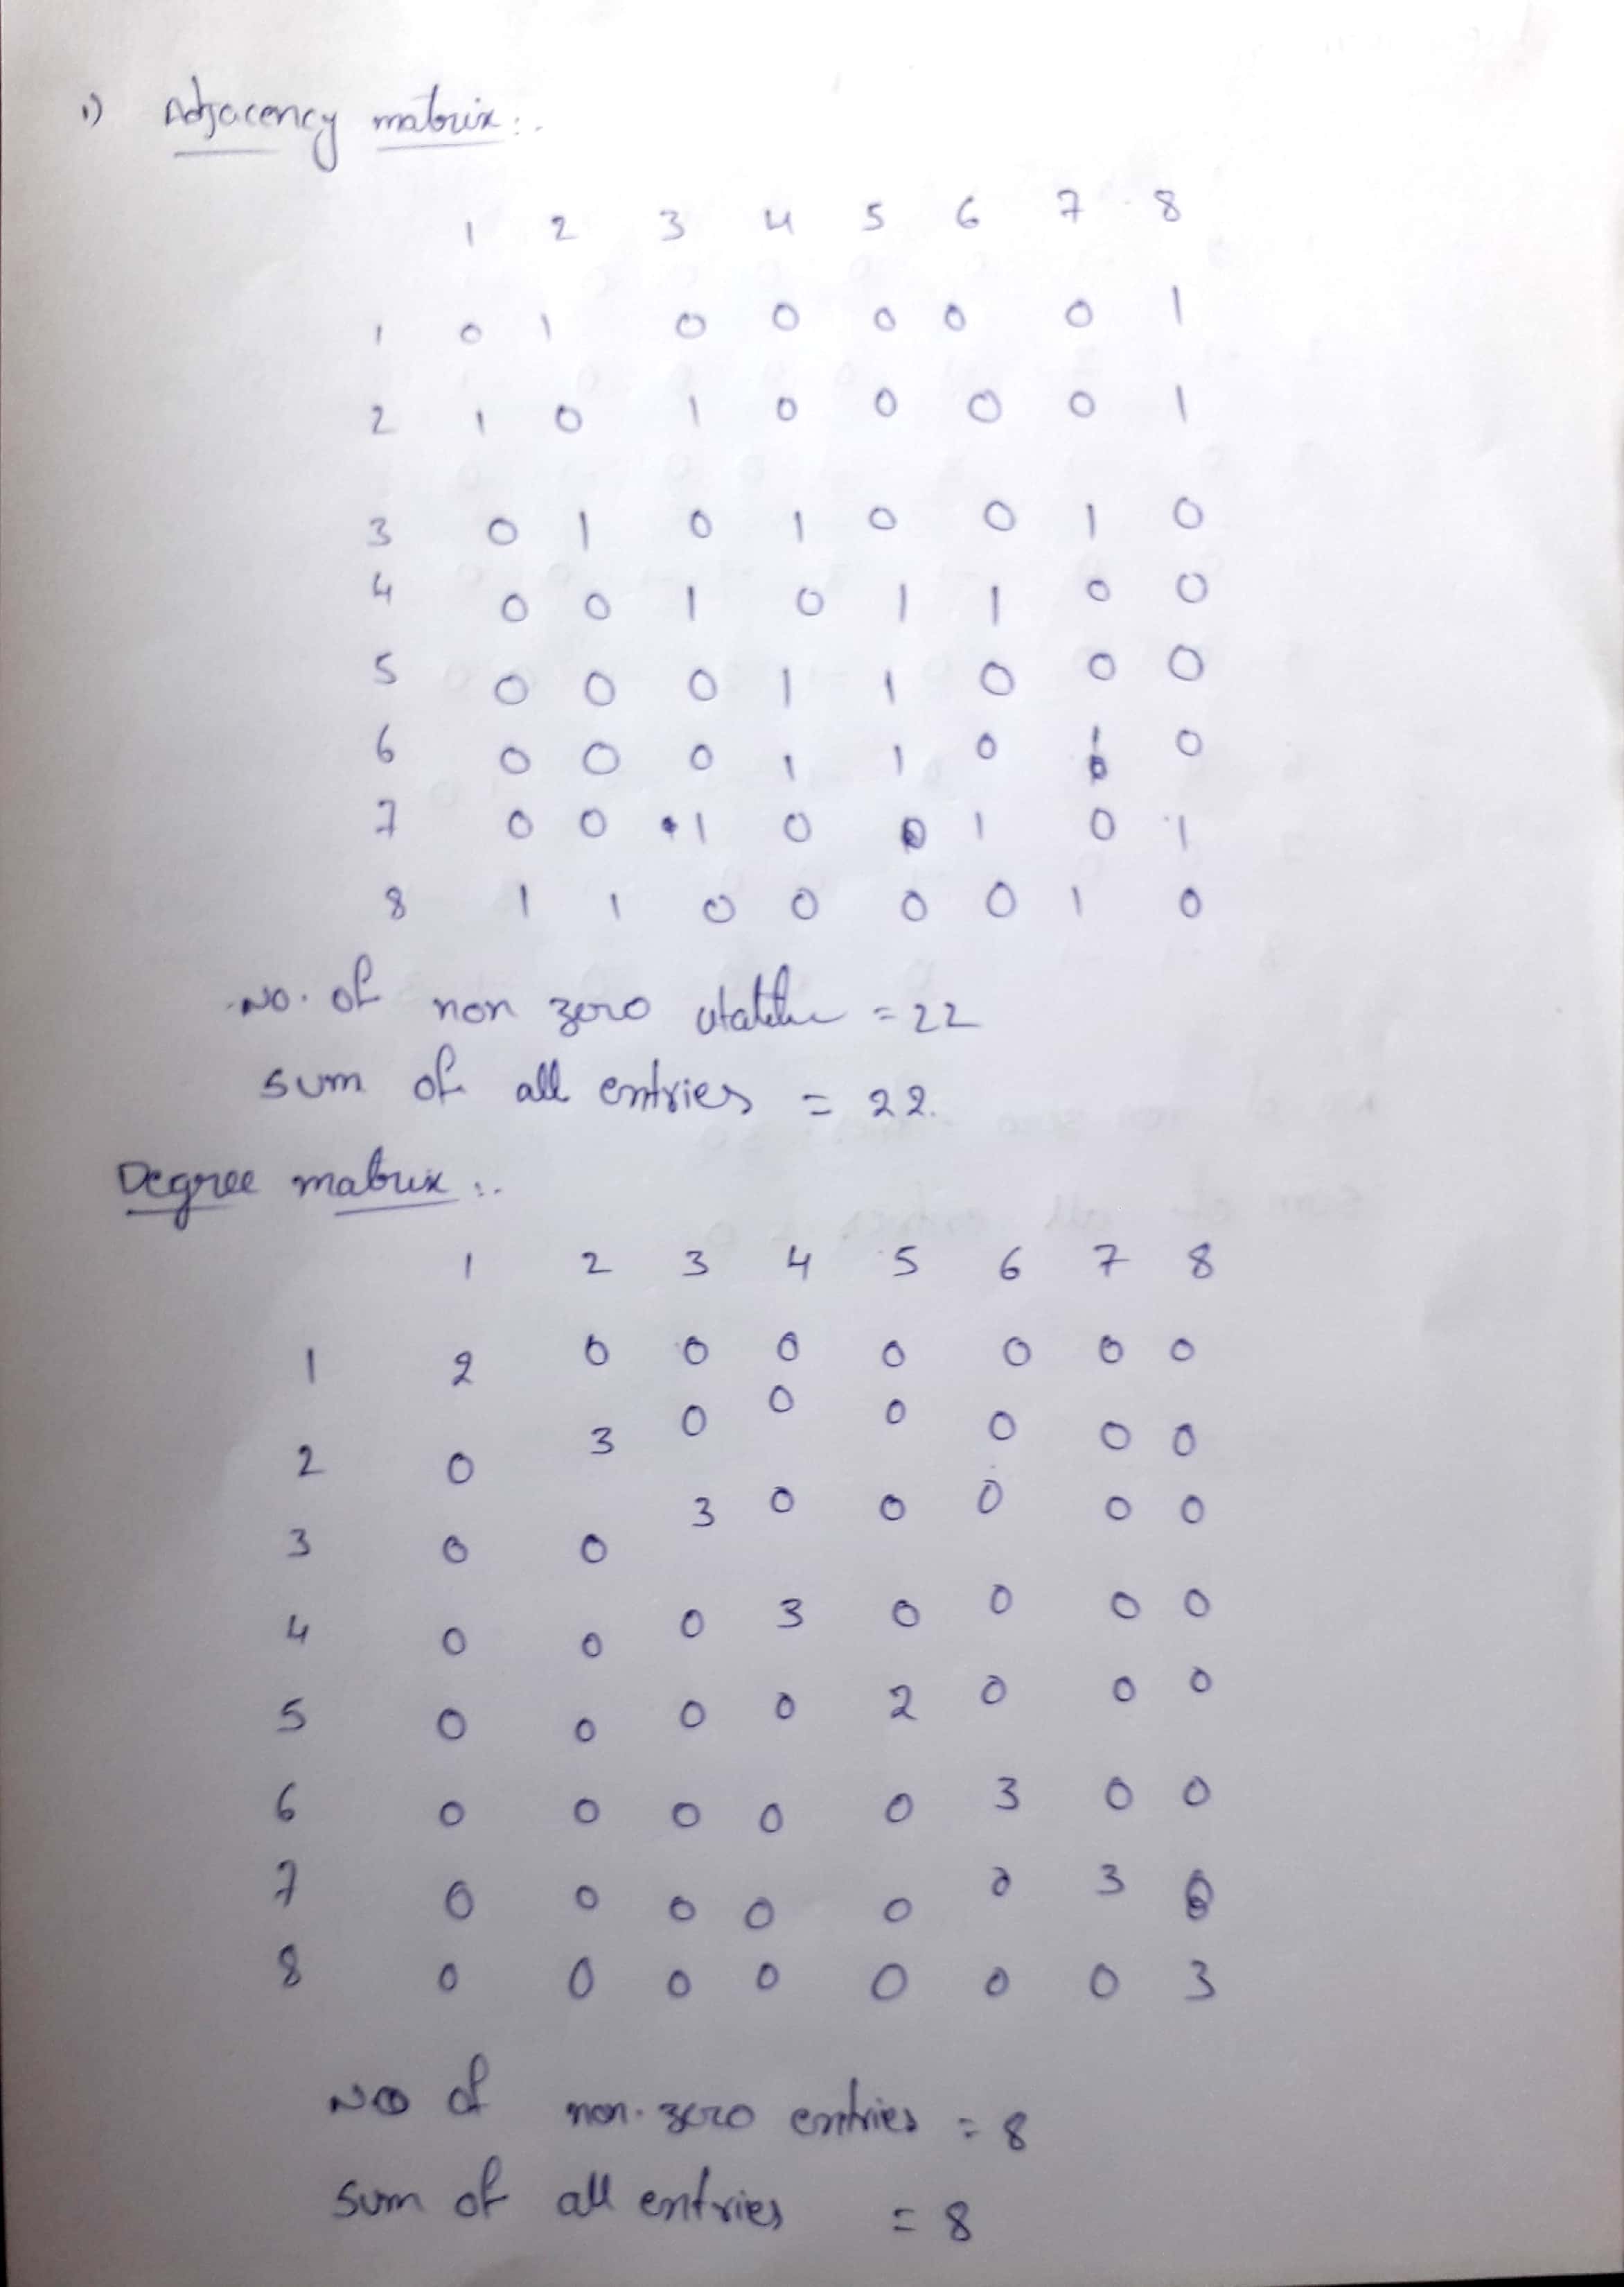 1) Adjacency matrix:.
1 2 3 4 5 6 7 8
1 0 1 0 0 0 0 0 1
2 1 0 1 0 0 0 0 1
3 0 1 0 1 0 0 1 0
4 0 0 1 0 1 1 0 0
5 0 0 0 1 1 0 0 0
6 0 0 0 1 1 0 1 0
7 0 0 1 0 0 1 0 1
8 1 1 0 0 0 0 1 0
No. of non zero = 22
sum of all entries = 22.
Degree matrix :.
1 2 3 4 5 6 7 8
1 2 0 0 0 0 0 0 0
2 0 3 0 0 0 0 0 0
3 0 0 3 0 0 0 0 0
4 0 0 0 3 0 0 0 0
5 0 0 0 0 2 0 0 0
6 0 0 0 0 0 3 0 0
7 0 0 0 0 0 0 3 0
8 0 0 0 0 0 0 0 3
NO of non-zero entries = 8
sum of all entries = 8